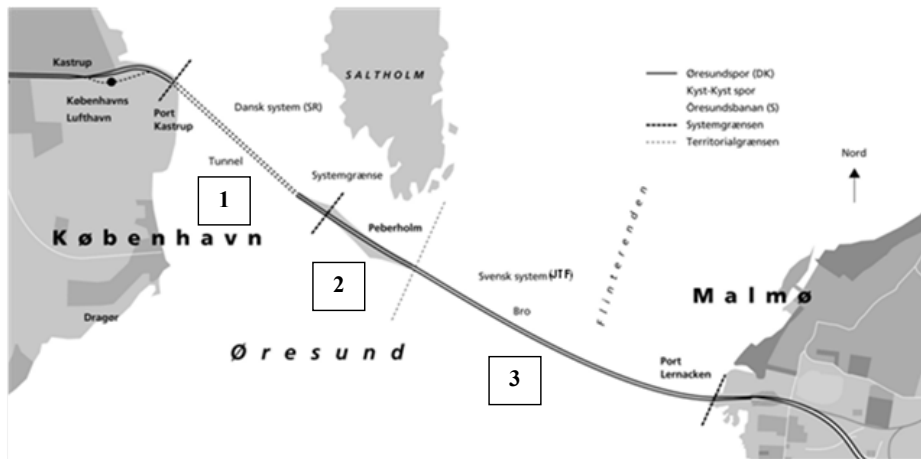 Kastrup
Københavns
Lufthavn
Port
Kastrup
SALTHOLM
Dansk system (SR)
Tunnel
1
Systemgrænse
København
Peberholm
2
Dragør
Øresund
Svensk system (JTF)
Bro
3
Flinterenden
Port
Lernacken
Malmø
Øresundspor (DK)
Kyst-Kyst spor
Öresundsbanan (S)
Systemgrænsen
Territorialgrænsen
Nord